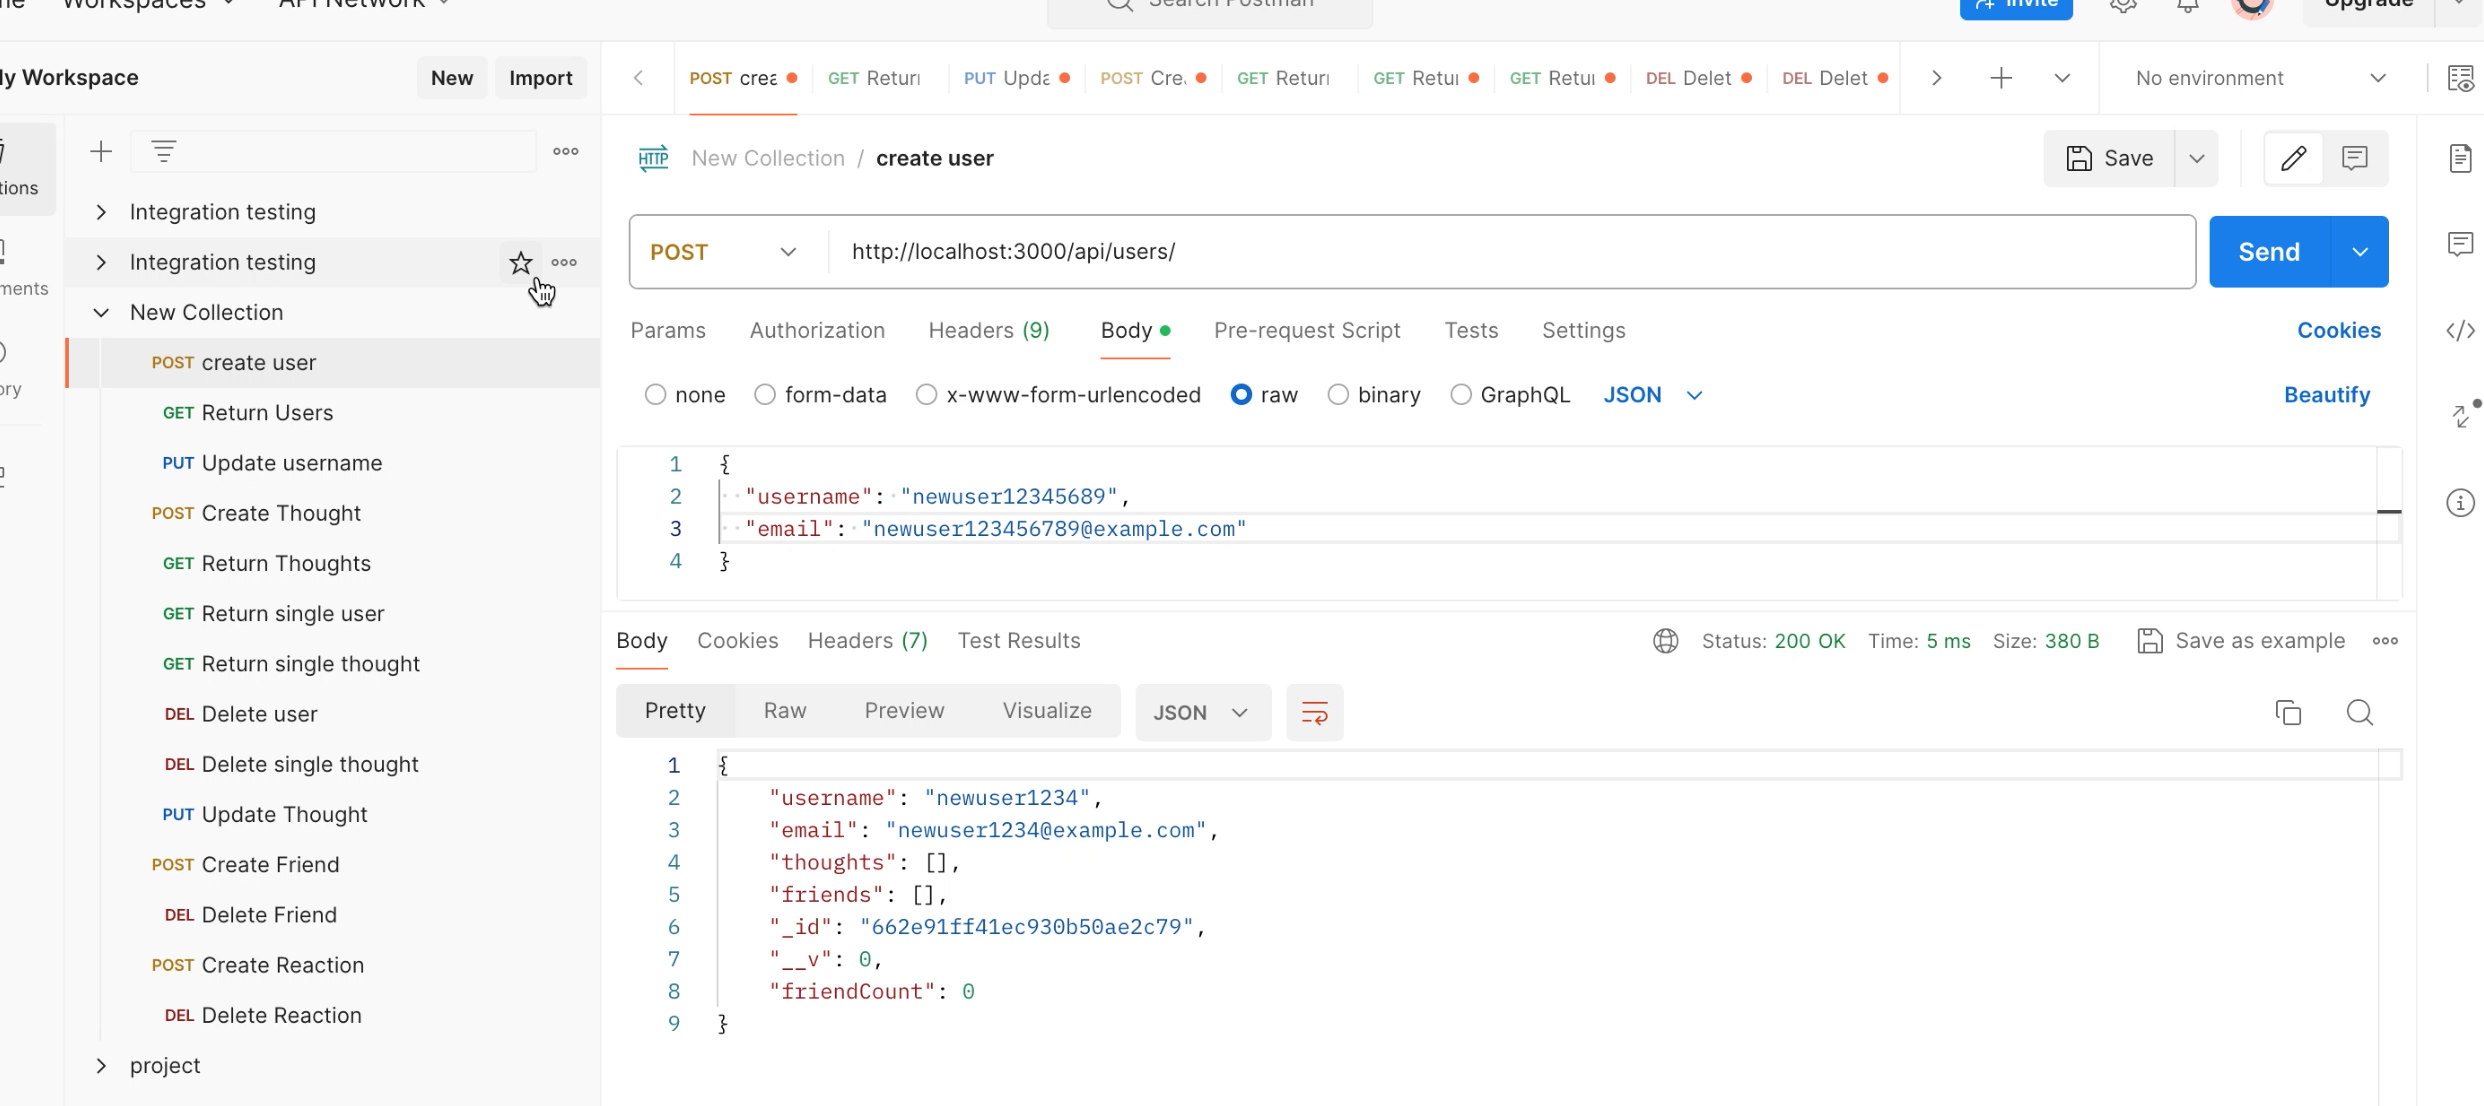 Workspaces API Network Search Postman Invite Upgrade
My Workspace New Import POST crea GET Return PUT Upda POST Cre. GET Return GET Retur GET Retur DEL Delet DEL Delet No environment
New Collection / create user Save
tions
Integration testing
POST http://localhost:3000/api/users/ Send
Integration testing
ments
New Collection
Params Authorization Headers (9) Body Pre-request Script Tests Settings Cookies
POST create user
ory
none form-data x-www-form-urlencoded raw binary GraphQL JSON Beautify
GET Return Users
PUT Update username
POST Create Thought
GET Return Thoughts
GET Return single user
GET Return single thought
DEL Delete user
DEL Delete single thought
PUT Update Thought
POST Create Friend
DEL Delete Friend
POST Create Reaction
DEL Delete Reaction
project
1 {
2 "username": "newuser12345689",
3 "email": "newuser123456789@example.com"
4 }
Body Cookies Headers (7) Test Results Status: 200 OK Time: 5 ms Size: 380 B Save as example
Pretty Raw Preview Visualize JSON
1 {
2 "username": "newuser1234",
3 "email": "newuser1234@example.com",
4 "thoughts": [],
5 "friends": [],
6 "_id": "662e91ff41ec930b50ae2c79",
7 "__v": 0,
8 "friendCount": 0
9 }